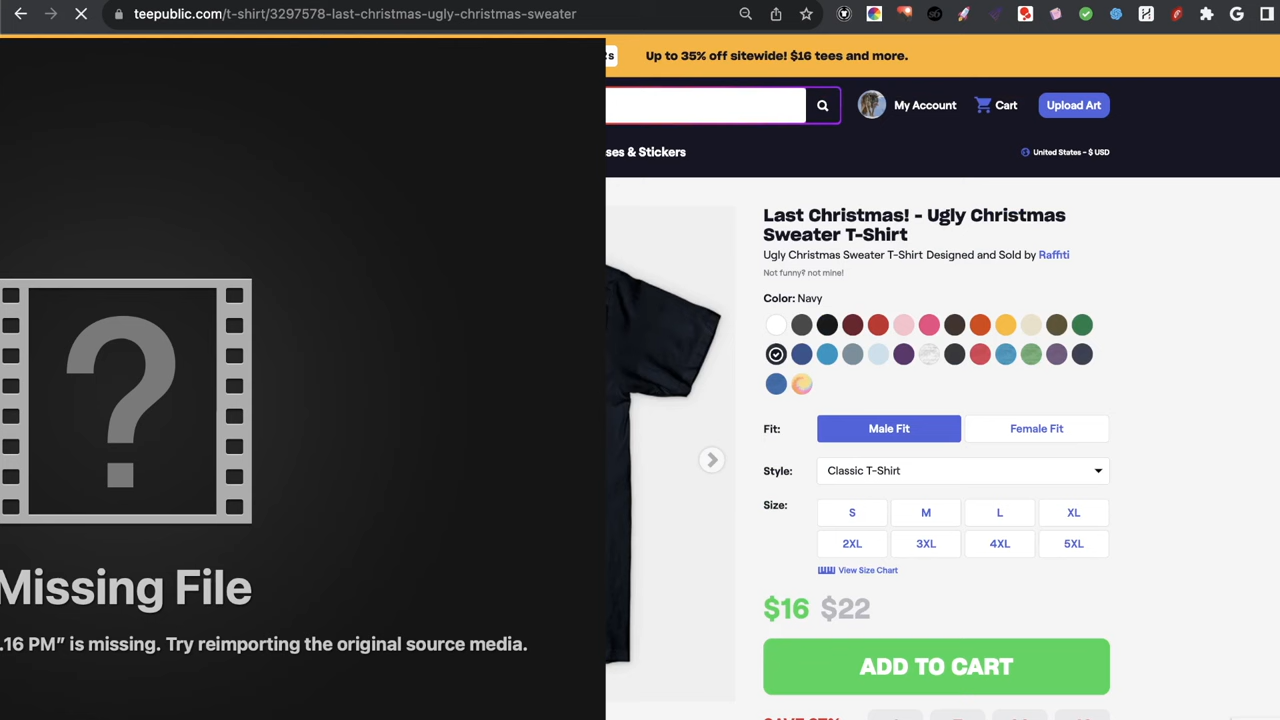 teepublic.com/t-shirt/3297578-last-christmas-ugly-christmas-sweater
Up to 35% off sitewide! $16 tees and more.
My Account
Cart
Upload Art
ses & Stickers
United States – $ USD
Last Christmas! - Ugly Christmas
Sweater T-Shirt
Ugly Christmas Sweater T-Shirt Designed and Sold by Raffiti
Not funny? not mine!
Color: Navy
Fit:
Male Fit
Female Fit
Style:
Classic T-Shirt
Size:
S
M
L
XL
2XL
3XL
4XL
5XL
View Size Chart
$16 $22
ADD TO CART
?
Missing File
.16 PM” is missing. Try reimporting the original source media.